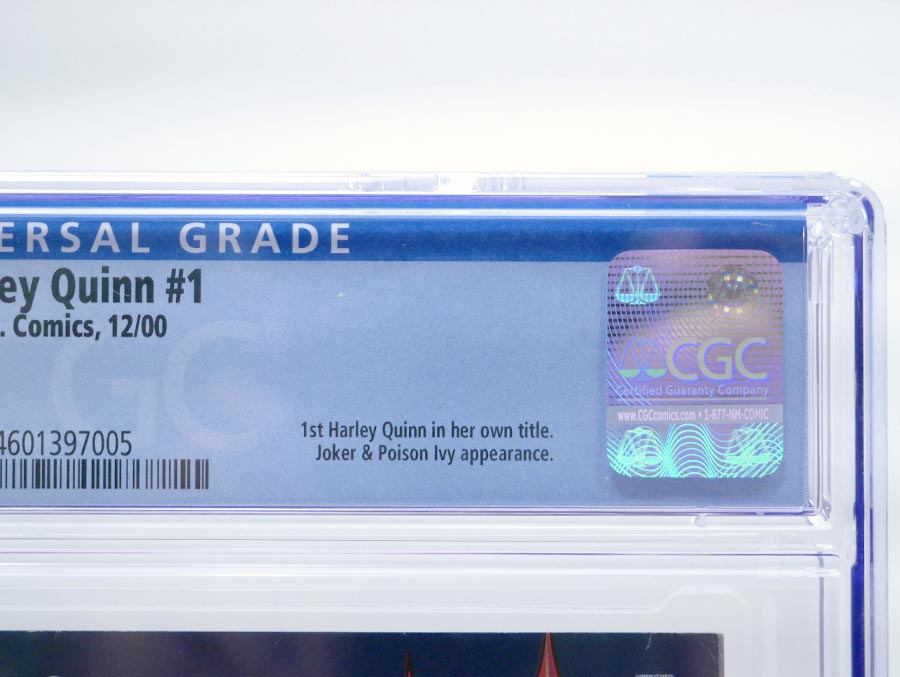 ERSAL GRADE
ey Quinn #1
. Comics, 12/00
4601397005
1st Harley Quinn in her own title.
Joker & Poison Ivy appearance.
CGC
CGC
Certified Guaranty Company
www.CGCcomics.com • 1-877-NM-COMIC